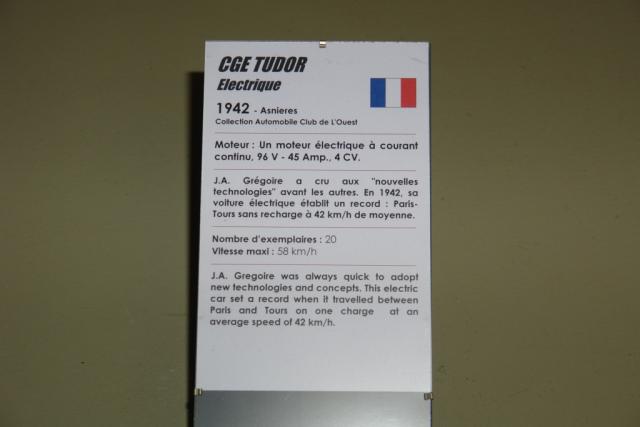 CGE TUDOR
Electrique
1942 - Asnieres
Collection Automobile Club de L'Ouest
Moteur : Un moteur électrique à courant
continu, 96 V - 45 Amp., 4 CV.
J.A. Grégoire a cru aux "nouvelles
technologies" avant les autres. En 1942, sa
voiture électrique établit un record : Paris-
Tours sans recharge à 42 km/h de moyenne.
Nombre d'exemplaires : 20
Vitesse maxi : 58 km/h
J.A. Gregoire was always quick to adopt
new technologies and concepts. This electric
car set a record when it travelled between
Paris and Tours on one charge at an
average speed of 42 km/h.